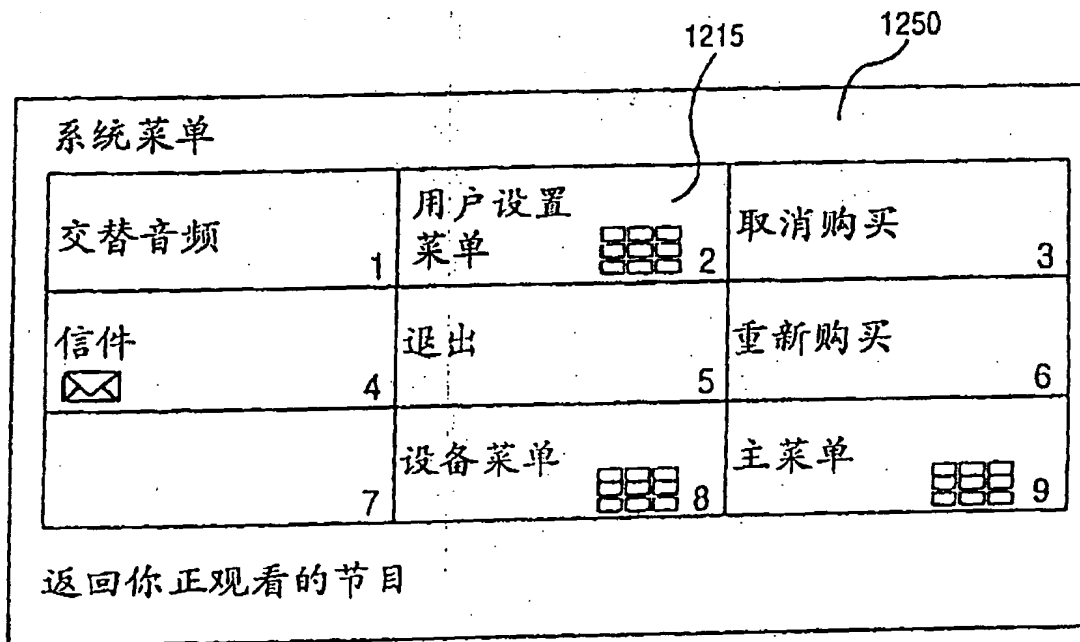 1215
1250
系统菜单
交替音频
1
用户设置
菜单
2
取消购买
3
信件
4
退出
5
重新购买
6
7
设备菜单
8
主菜单
9
返回你正观看的节目